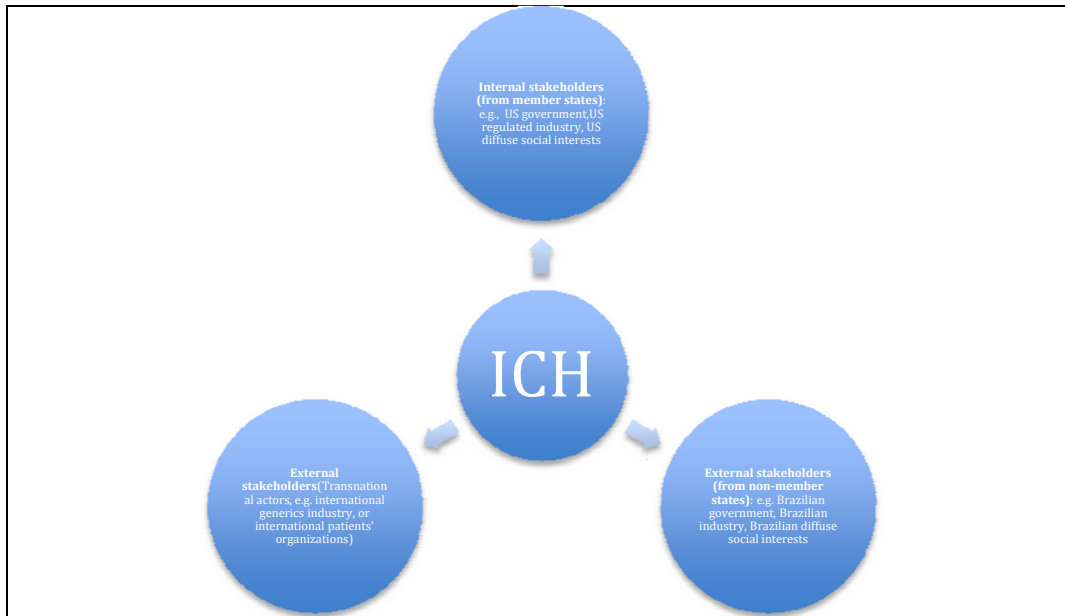 Internal stakeholders
(from member states):
e.g., US government,US
regulated industry, US
diffuse social interests
ICH
External
stakeholders(Transnation
al actors, e.g. international
generics industry, or
international patients'
organizations)
External stakeholders
(from non-member
states): e.g. Brazilian
government, Brazilian
industry, Brazilian diffuse
social interests